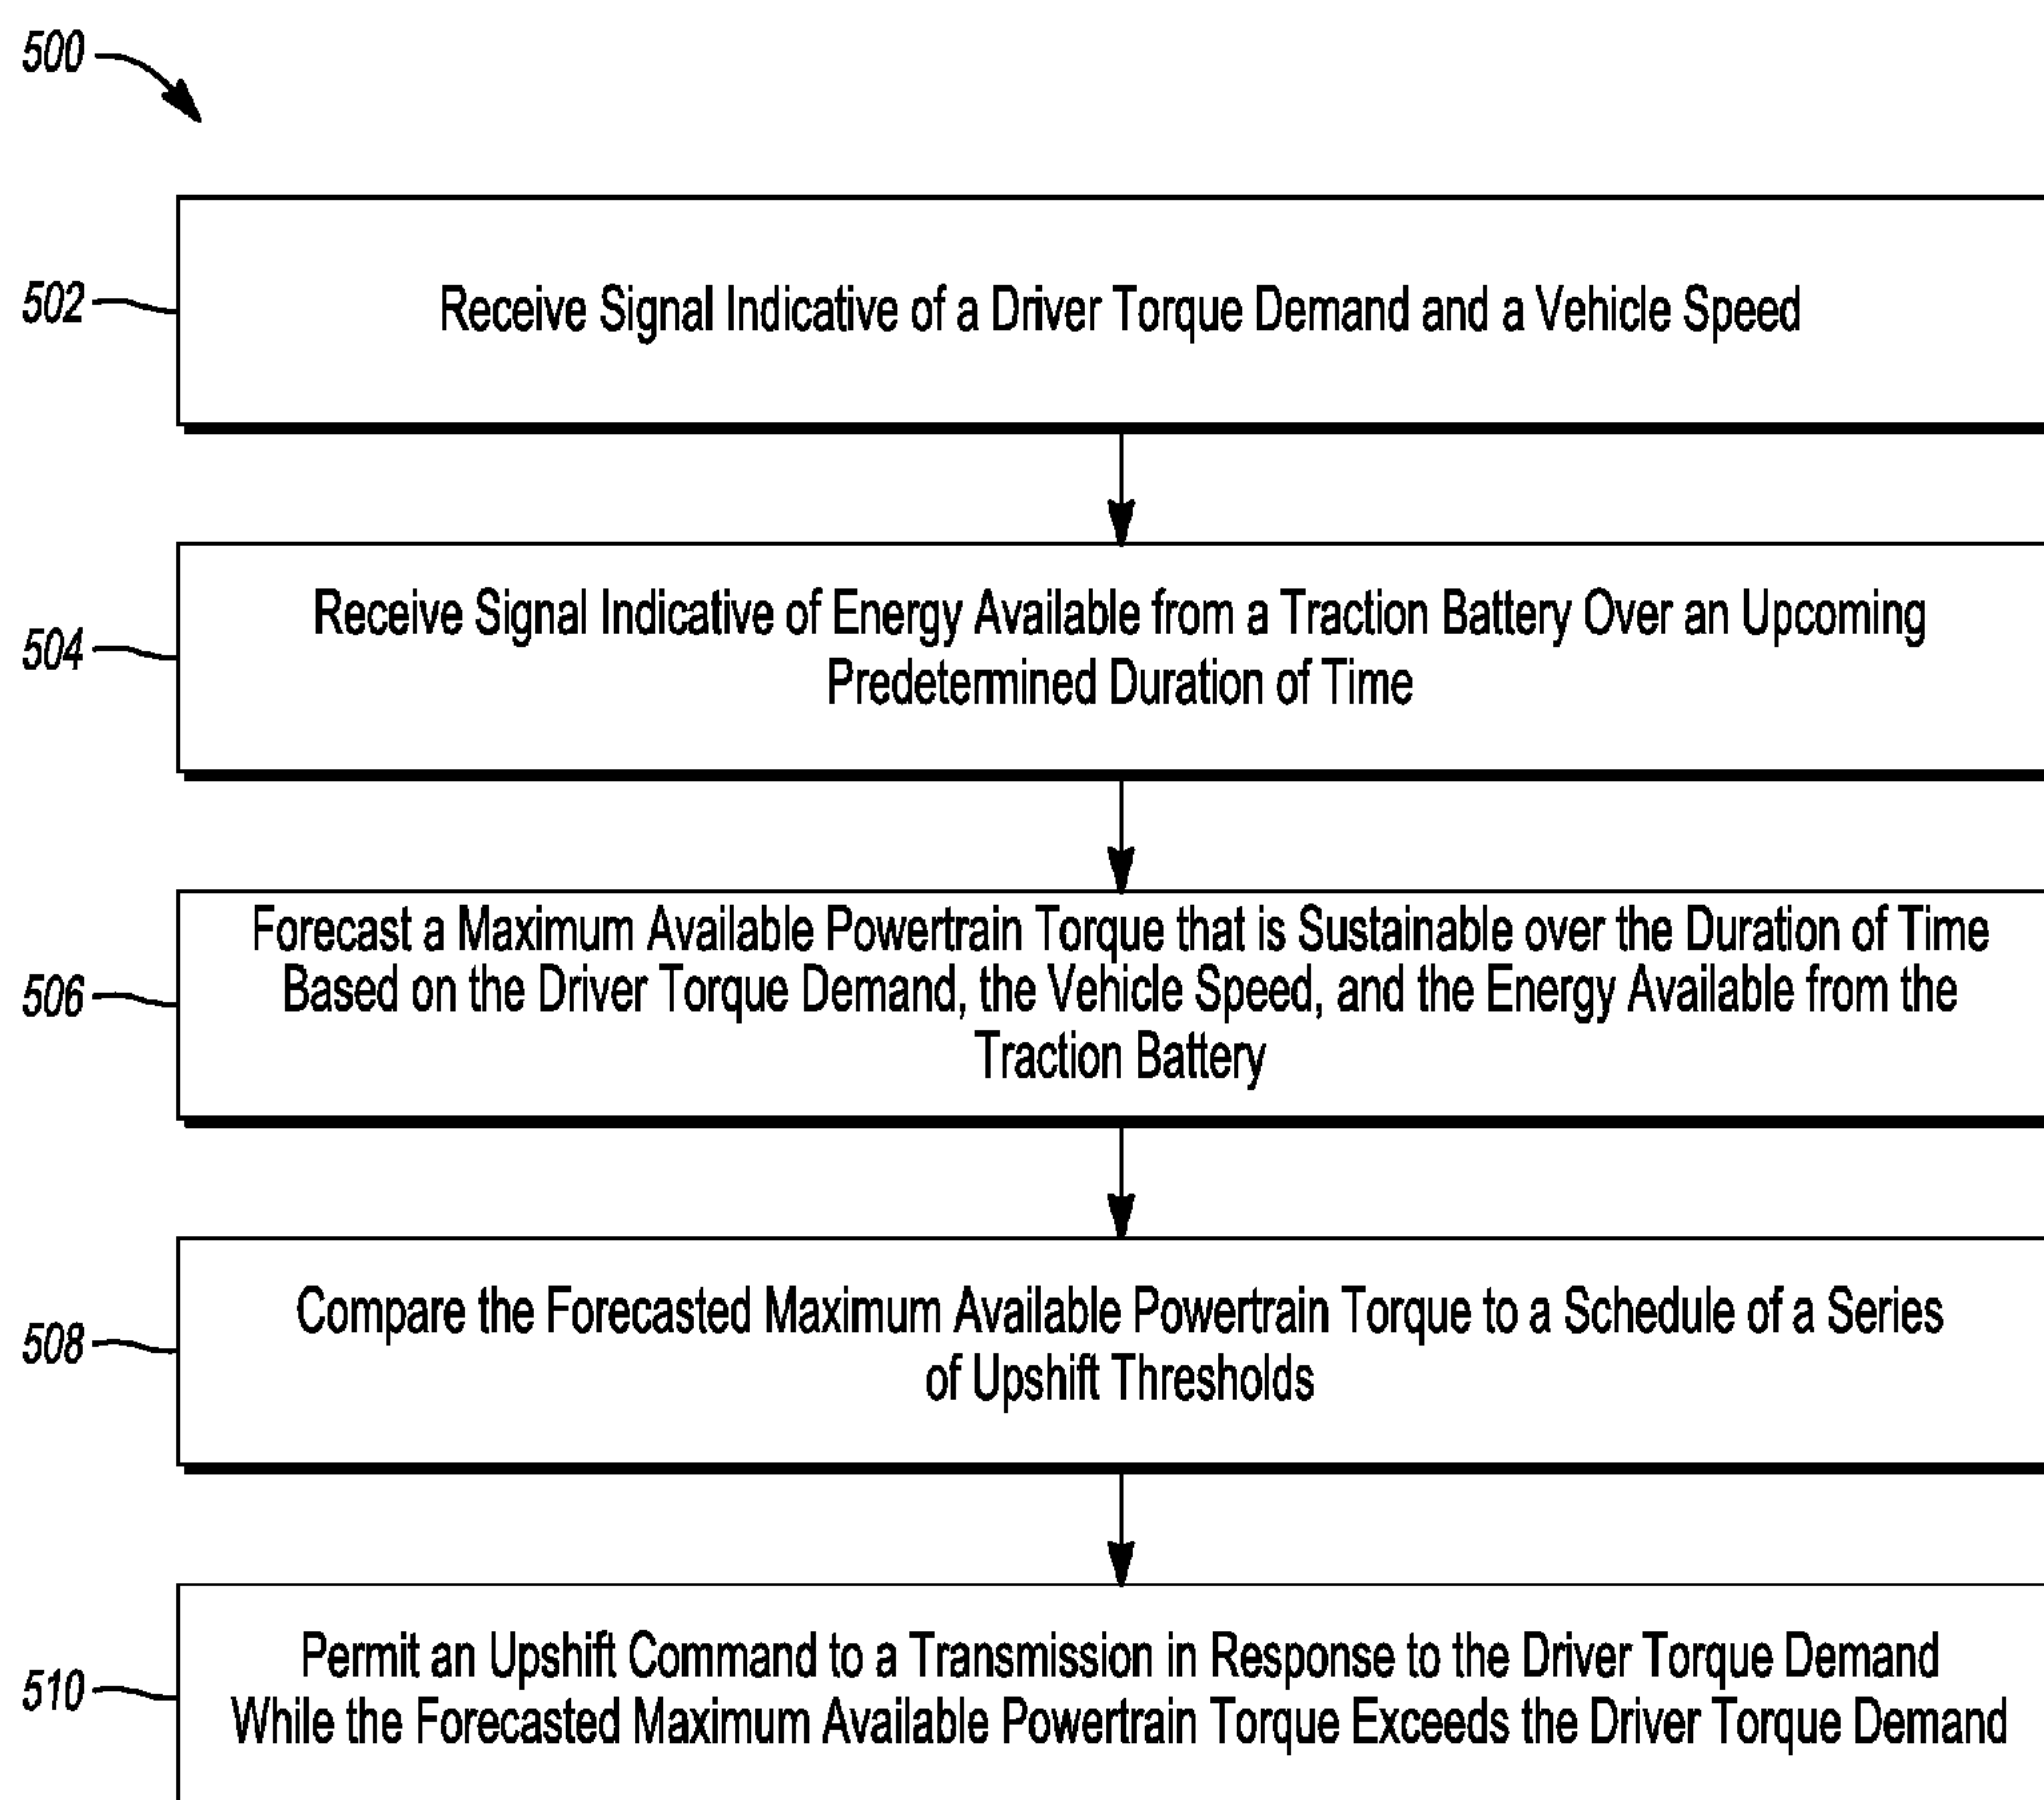 500
502
Receive Signal Indicative of a Driver Torque Demand and a Vehicle Speed
504
Receive Signal Indicative of Energy Available from a Traction Battery Over an Upcoming
Predetermined Duration of Time
506
Forecast a Maximum Available Powertrain Torque that is Sustainable over the Duration of Time
Based on the Driver Torque Demand, the Vehicle Speed, and the Energy Available from the
Traction Battery
508
Compare the Forecasted Maximum Available Powertrain Torque to a Schedule of a Series
of Upshift Thresholds
510
Permit an Upshift Command to a Transmission in Response to the Driver Torque Demand
While the Forecasted Maximum Available Powertrain Torque Exceeds the Driver Torque Demand